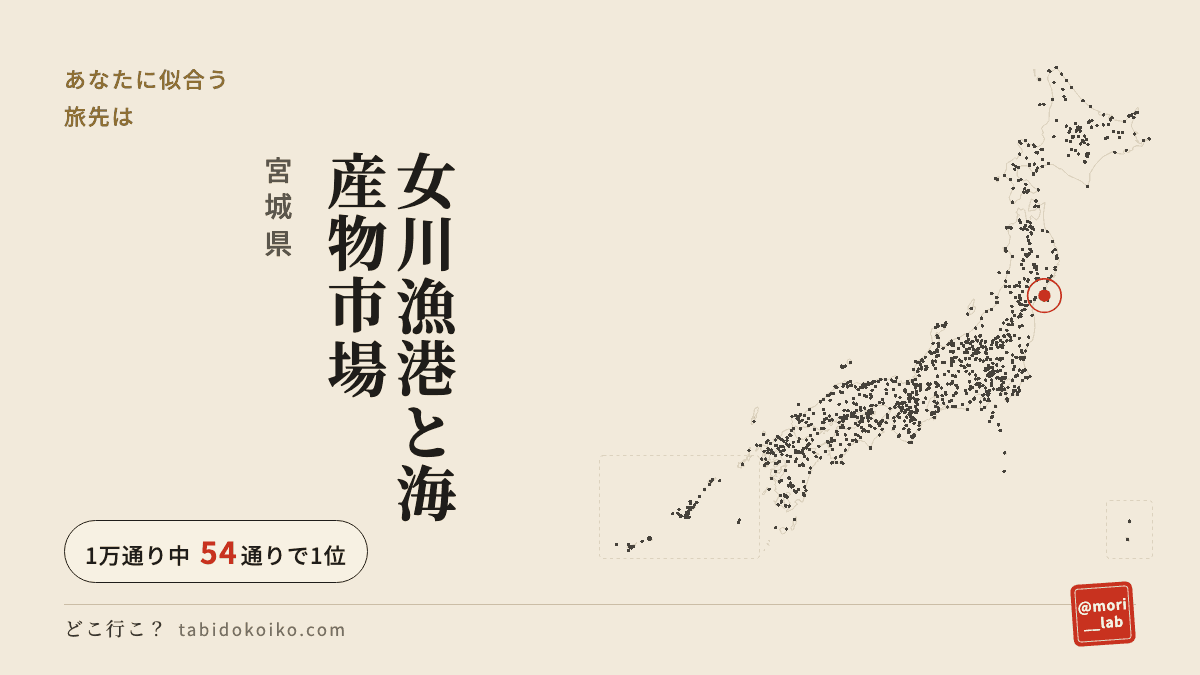 あなたに似合う
旅先は
女川漁港と海
産物市場
宮城県
1万通り中 54通りで1位
どこ行こ？ tabidokoiko.com
@mori
__lab